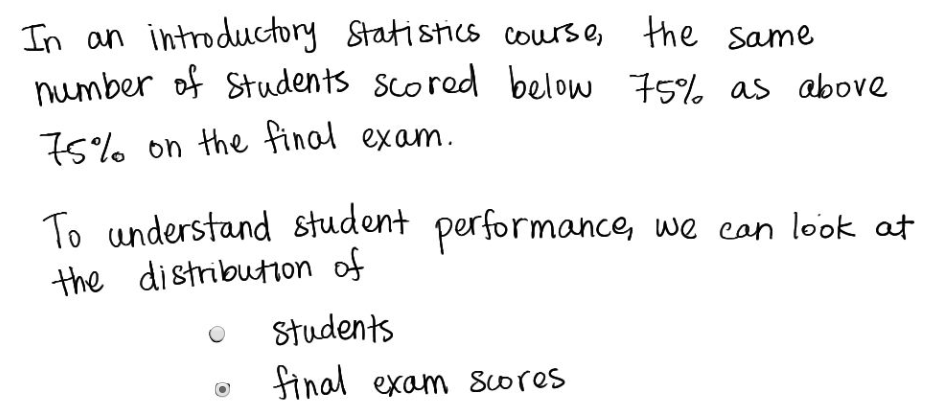 In an introductory statistics course, the same
number of students scored below 75% as above
75% on the final exam.
To understand student performance, we can look at
the distribution of
students
final exam scores